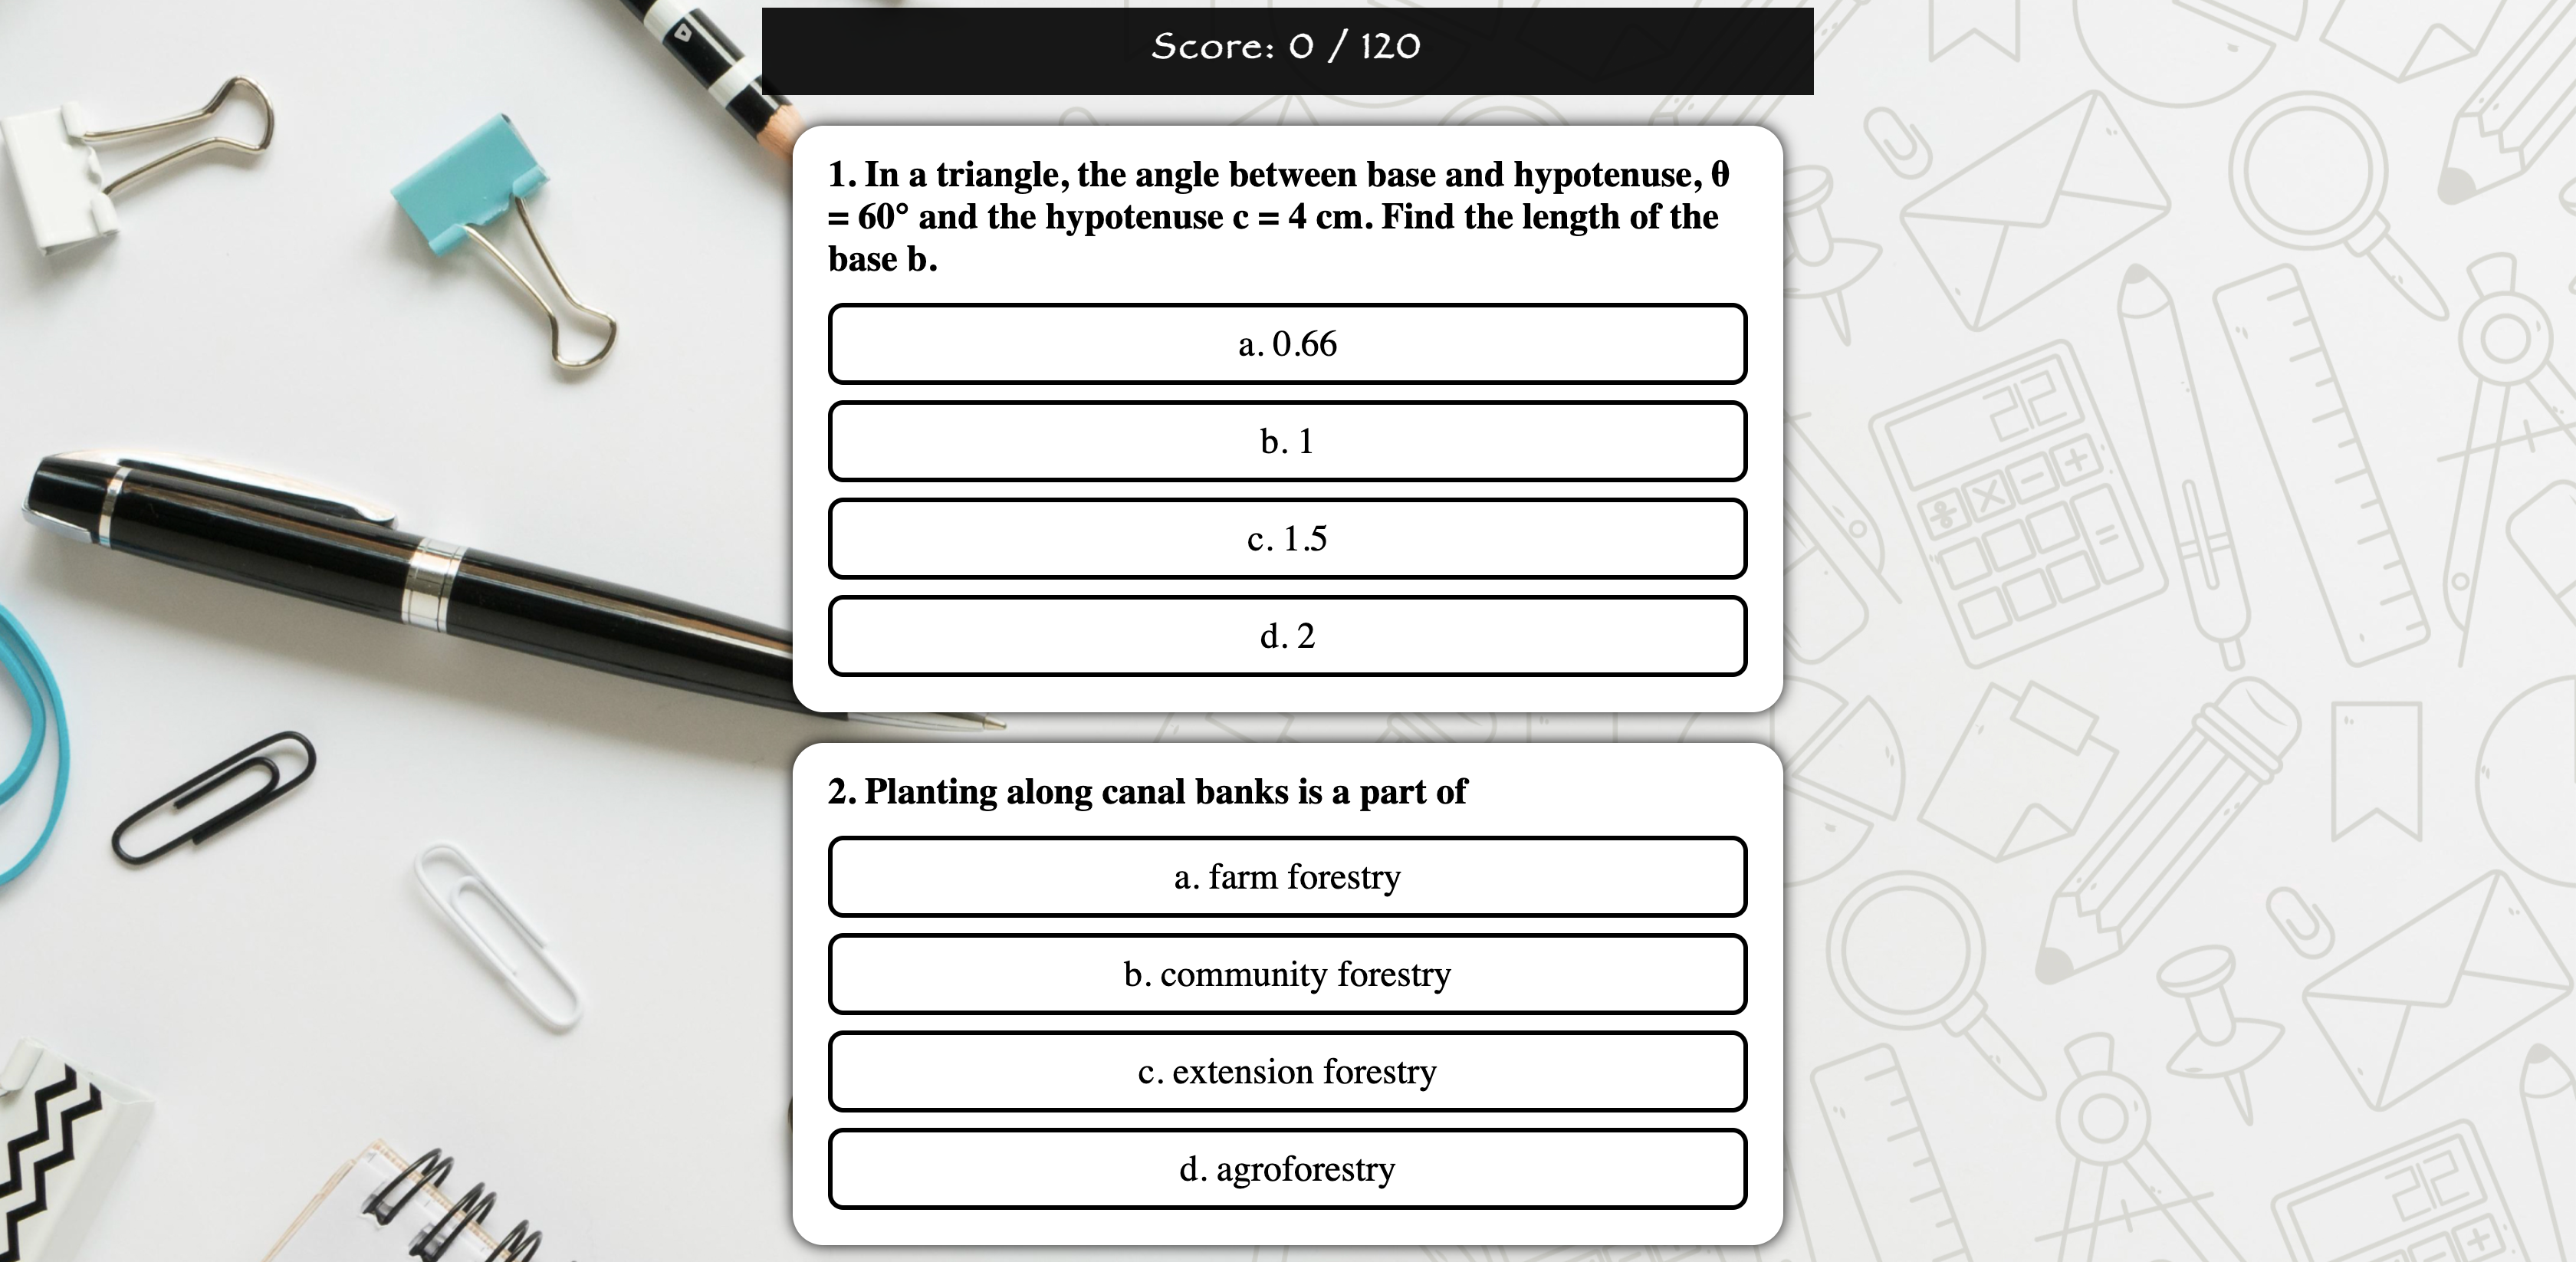 Score: 0 / 120
1. In a triangle, the angle between base and hypotenuse, θ
= 60° and the hypotenuse c = 4 cm. Find the length of the
base b.
a. 0.66
b. 1
c. 1.5
d. 2
2. Planting along canal banks is a part of
a. farm forestry
b. community forestry
c. extension forestry
d. agroforestry